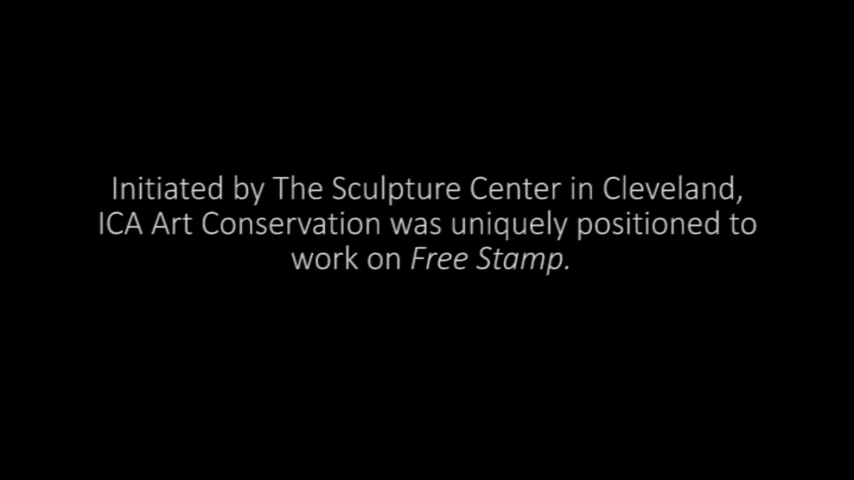 Initiated by The Sculpture Center in Cleveland,
ICA Art Conservation was uniquely positioned to
work on Free Stamp.